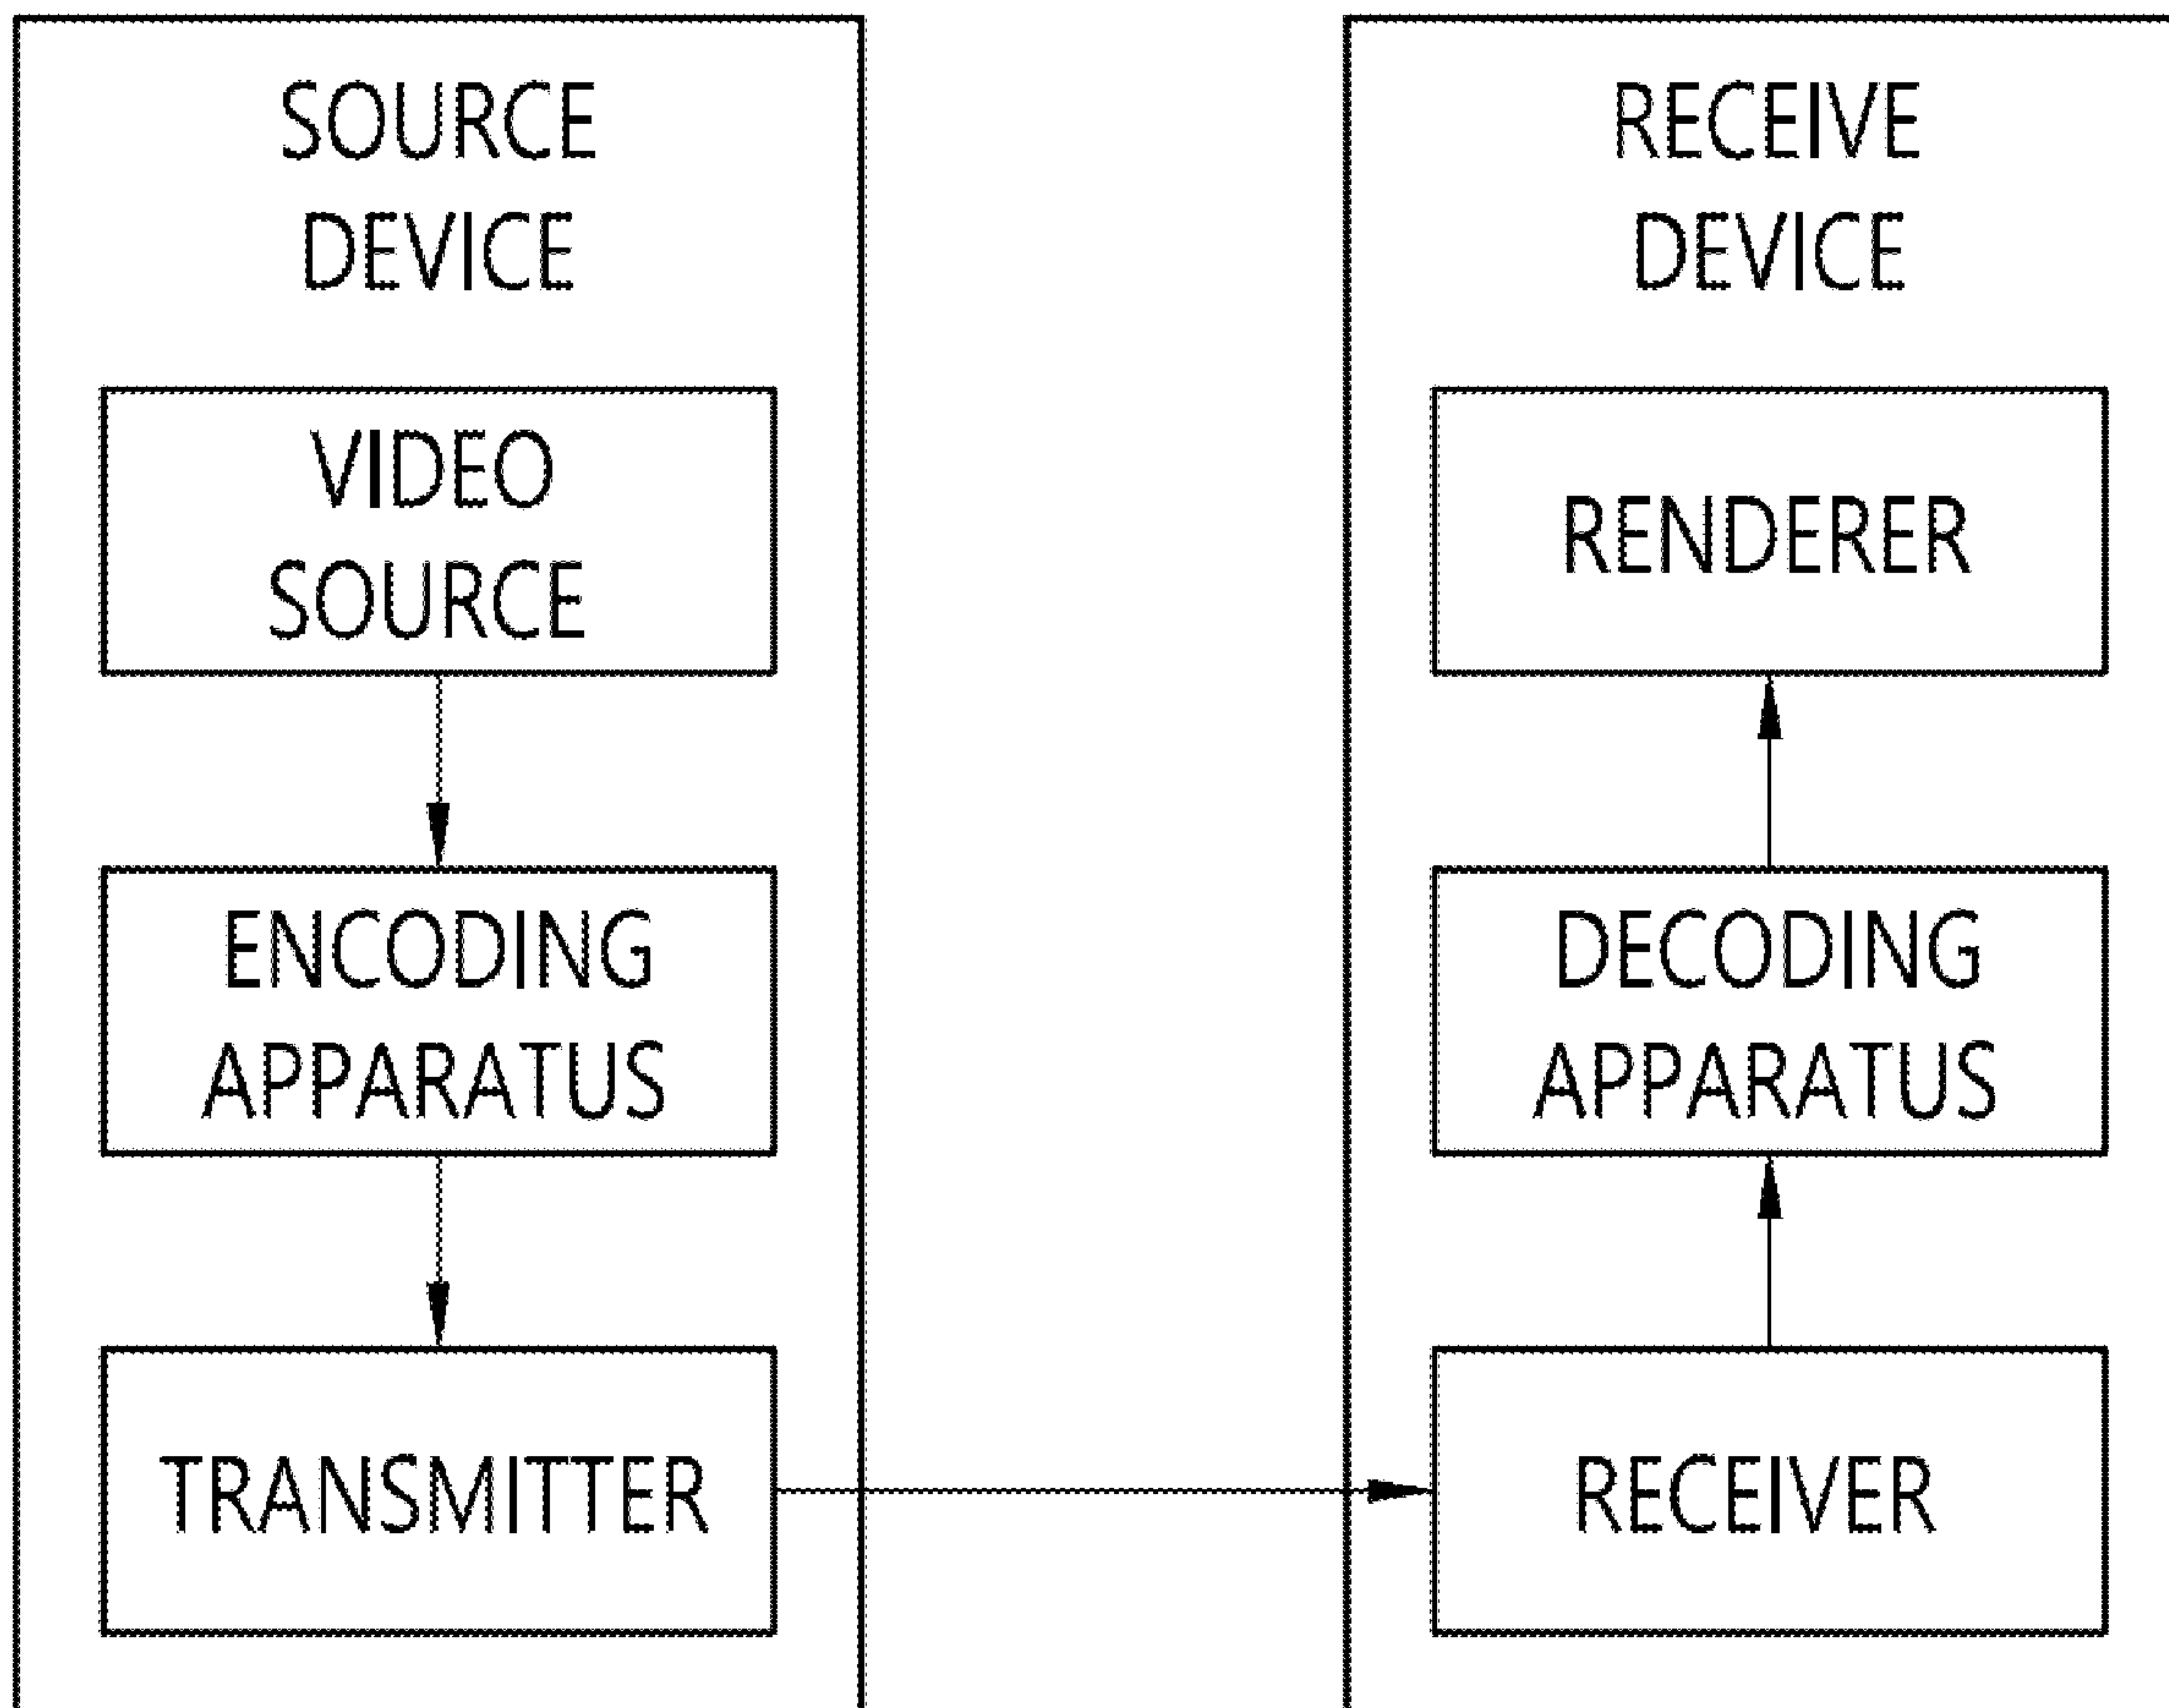 SOURCE
DEVICE
VIDEO
SOURCE
ENCODING
APPARATUS
TRANSMITTER
RECEIVE
DEVICE
RENDERER
DECODING
APPARATUS
RECEIVER